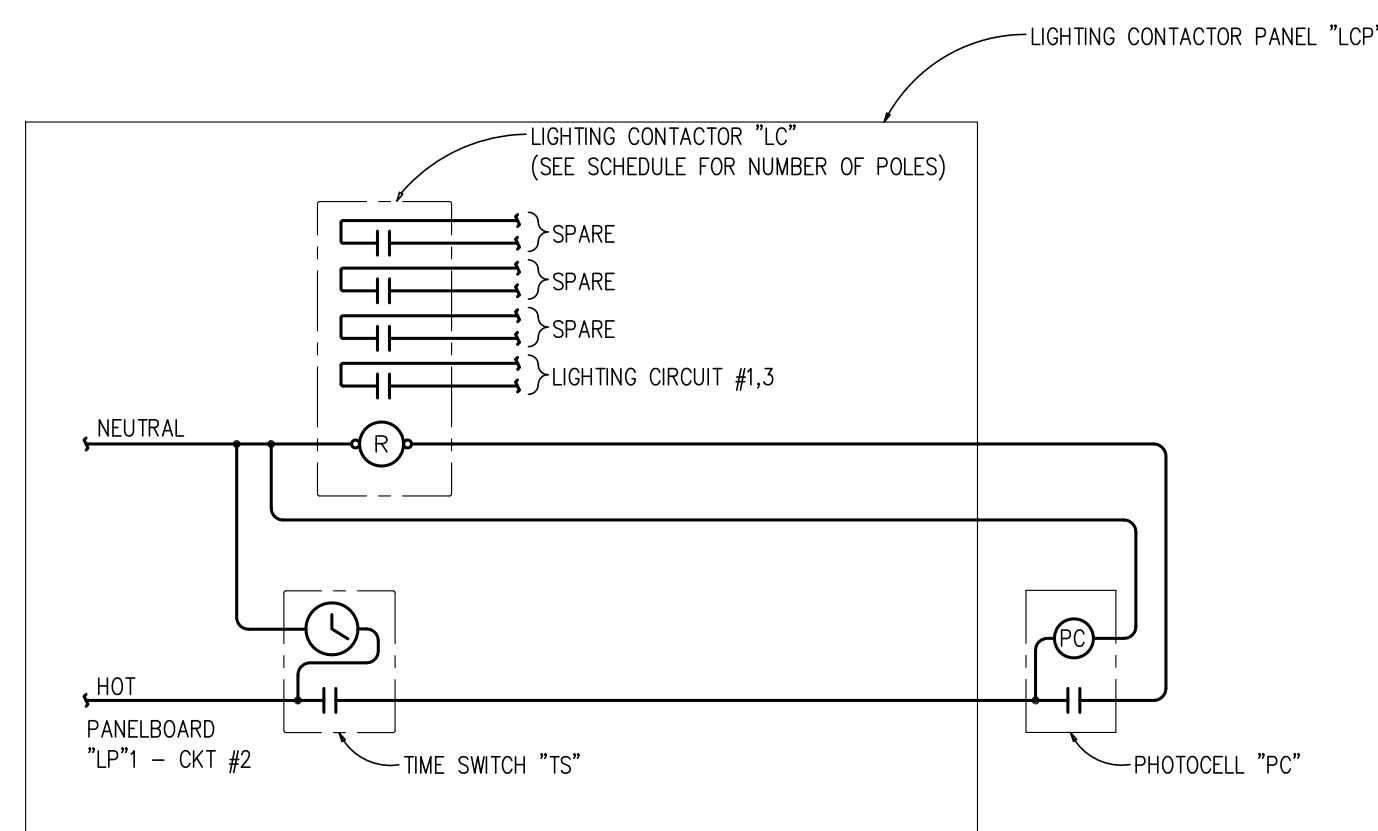 LIGHTING CONTACTOR PANEL "LCP"
LIGHTING CONTACTOR "LC"
(SEE SCHEDULE FOR NUMBER OF POLES)
SPARE
SPARE
SPARE
LIGHTING CIRCUIT #1,3
NEUTRAL
R
PC
HOT
PANELBOARD
"LP"1 – CKT #2
TIME SWITCH "TS"
PHOTOCELL "PC"